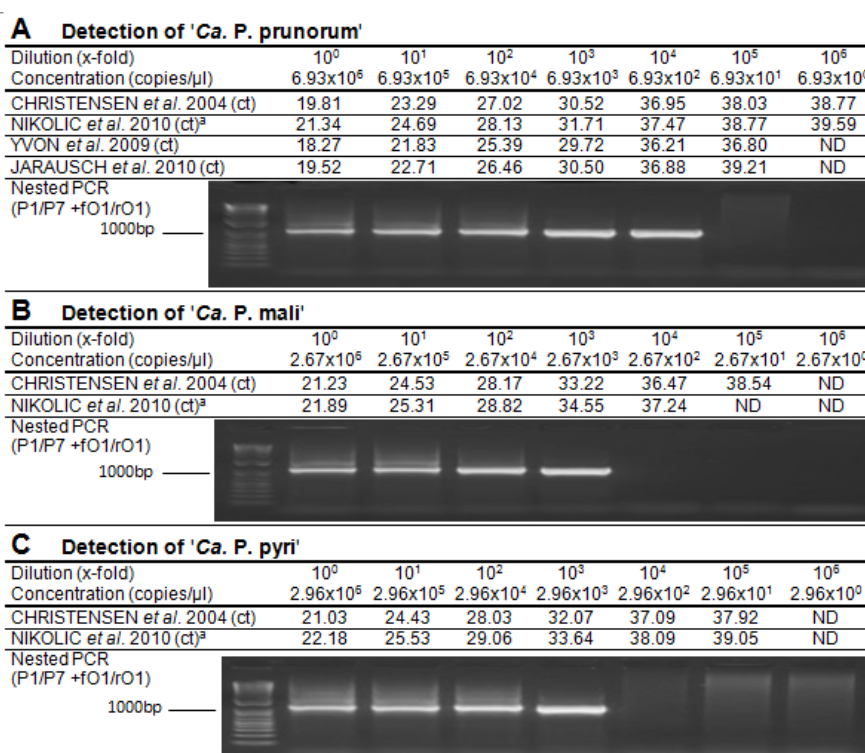 A Detection of 'Ca. P. prunorum'
Dilution (x-fold) 10⁰ 10¹ 10² 10³ 10⁴ 10⁵ 10⁶
Concentration (copies/µl) 6.93x10⁶ 6.93x10⁵ 6.93x10⁴ 6.93x10³ 6.93x10² 6.93x10¹ 6.93x10⁰
CHRISTENSEN et al. 2004 (ct) 19.81 23.29 27.02 30.52 36.95 38.03 38.77
NIKOLIC et al. 2010 (ct)ᵃ 21.34 24.69 28.13 31.71 37.47 38.77 39.59
YVON et al. 2009 (ct) 18.27 21.83 25.39 29.72 36.21 36.80 ND
JARAUSCH et al. 2010 (ct) 19.52 22.71 26.46 30.50 36.88 39.21 ND
Nested PCR
(P1/P7 +fO1/rO1)
1000bp
B Detection of 'Ca. P. mali'
Dilution (x-fold) 10⁰ 10¹ 10² 10³ 10⁴ 10⁵ 10⁶
Concentration (copies/µl) 2.67x10⁶ 2.67x10⁵ 2.67x10⁴ 2.67x10³ 2.67x10² 2.67x10¹ 2.67x10⁰
CHRISTENSEN et al. 2004 (ct) 21.23 24.53 28.17 33.22 36.47 38.54 ND
NIKOLIC et al. 2010 (ct)ᵃ 21.89 25.31 28.82 34.55 37.24 ND ND
Nested PCR
(P1/P7 +fO1/rO1)
1000bp
C Detection of 'Ca. P. pyri'
Dilution (x-fold) 10⁰ 10¹ 10² 10³ 10⁴ 10⁵ 10⁶
Concentration (copies/µl) 2.96x10⁶ 2.96x10⁵ 2.96x10⁴ 2.96x10³ 2.96x10² 2.96x10¹ 2.96x10⁰
CHRISTENSEN et al. 2004 (ct) 21.03 24.43 28.03 32.07 37.09 37.92 ND
NIKOLIC et al. 2010 (ct)ᵃ 22.18 25.53 29.06 33.64 38.09 39.05 ND
Nested PCR
(P1/P7 +fO1/rO1)
1000bp